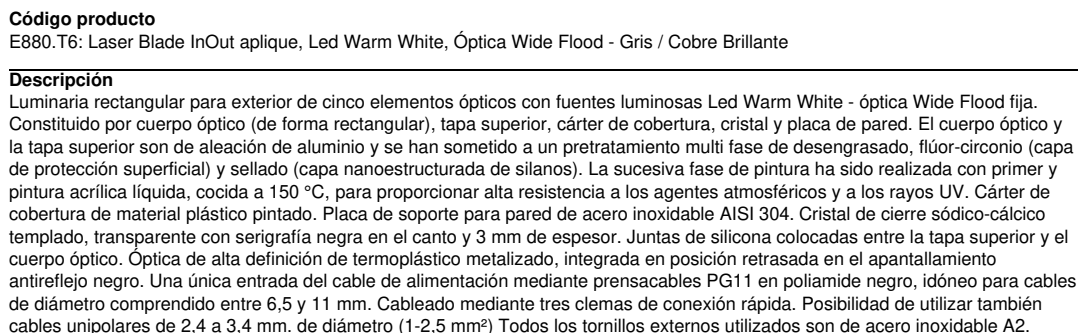 Código producto
E880.T6: Laser Blade InOut aplique, Led Warm White, Óptica Wide Flood - Gris / Cobre Brillante
Descripción
Luminaria rectangular para exterior de cinco elementos ópticos con fuentes luminosas Led Warm White - óptica Wide Flood fija.
Constituido por cuerpo óptico (de forma rectangular), tapa superior, cárter de cobertura, cristal y placa de pared. El cuerpo óptico y
la tapa superior son de aleación de aluminio y se han sometido a un pretratamiento multi fase de desengrasado, flúor-circonio (capa
de protección superficial) y sellado (capa nanoestructurada de silanos). La sucesiva fase de pintura ha sido realizada con primer y
pintura acrílica líquida, cocida a 150 °C, para proporcionar alta resistencia a los agentes atmosféricos y a los rayos UV. Cárter de
cobertura de material plástico pintado. Placa de soporte para pared de acero inoxidable AISI 304. Cristal de cierre sódico-cálcico
templado, transparente con serigrafía negra en el canto y 3 mm de espesor. Juntas de silicona colocadas entre la tapa superior y el
cuerpo óptico. Óptica de alta definición de termoplástico metalizado, integrada en posición retrasada en el apantallamiento
antireflejo negro. Una única entrada del cable de alimentación mediante prensacables PG11 en poliamide negro, idóneo para cables
de diámetro comprendido entre 6,5 y 11 mm. Cableado mediante tres clemas de conexión rápida. Posibilidad de utilizar también
cables unipolares de 2,4 a 3,4 mm. de diámetro (1-2,5 mm²) Todos los tornillos externos utilizados son de acero inoxidable A2.